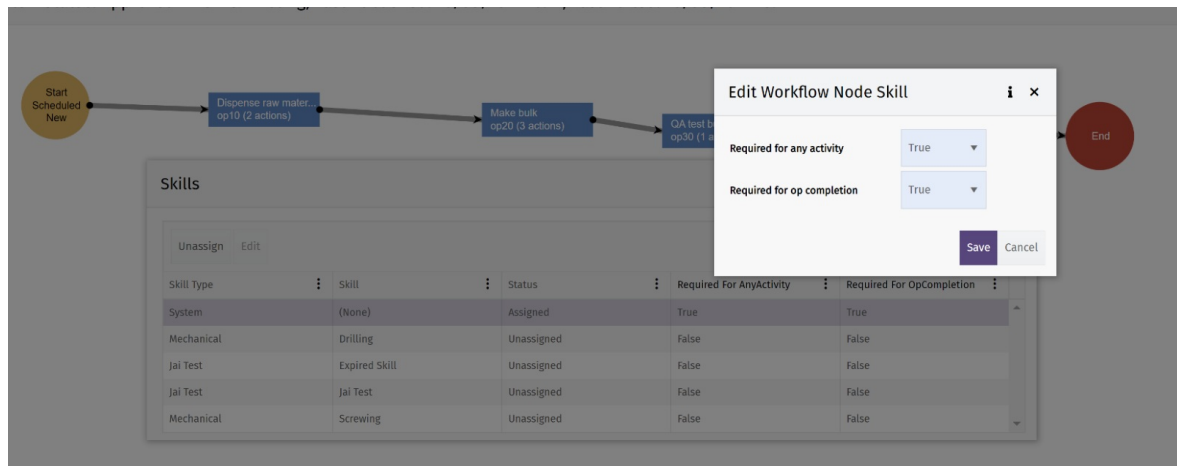 Start
Scheduled
New
Dispense raw mater...
op10 (2 actions)
Make bulk
op20 (3 actions)
QA test b
op30 (1 a
End
Edit Workflow Node Skill
Required for any activity True
Required for op completion True
Save Cancel
Skills
Unassign Edit
Skill Type Skill Status Required For AnyActivity Required For OpCompletion
System (None) Assigned True True
Mechanical Drilling Unassigned False False
Jai Test Expired Skill Unassigned False False
Jai Test Jai Test Unassigned False False
Mechanical Screwing Unassigned False False